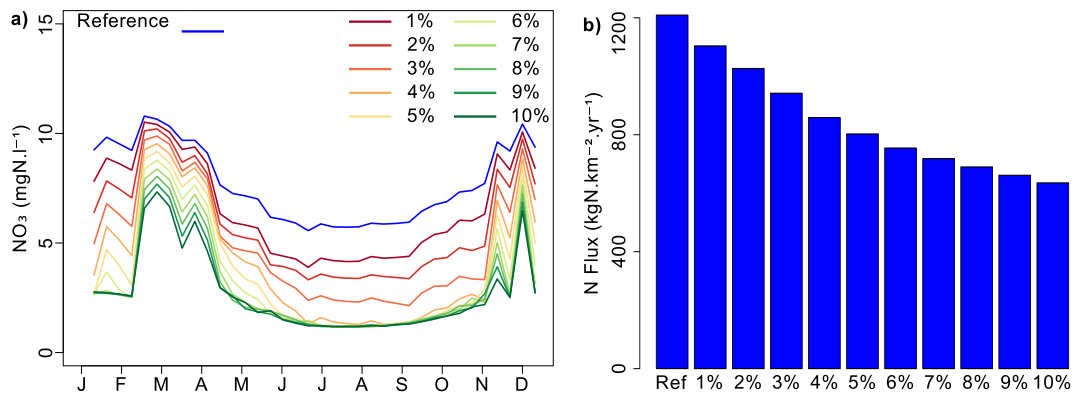 a)
Reference
1%
2%
3%
4%
5%
6%
7%
8%
9%
10%
15
10
5
0
NO₃ (mgN.l⁻¹)
J F M A M J J A S O N D
b)
N Flux (kgN.km⁻².yr⁻¹)
1200
800
400
0
Ref 1% 2% 3% 4% 5% 6% 7% 8% 9% 10%